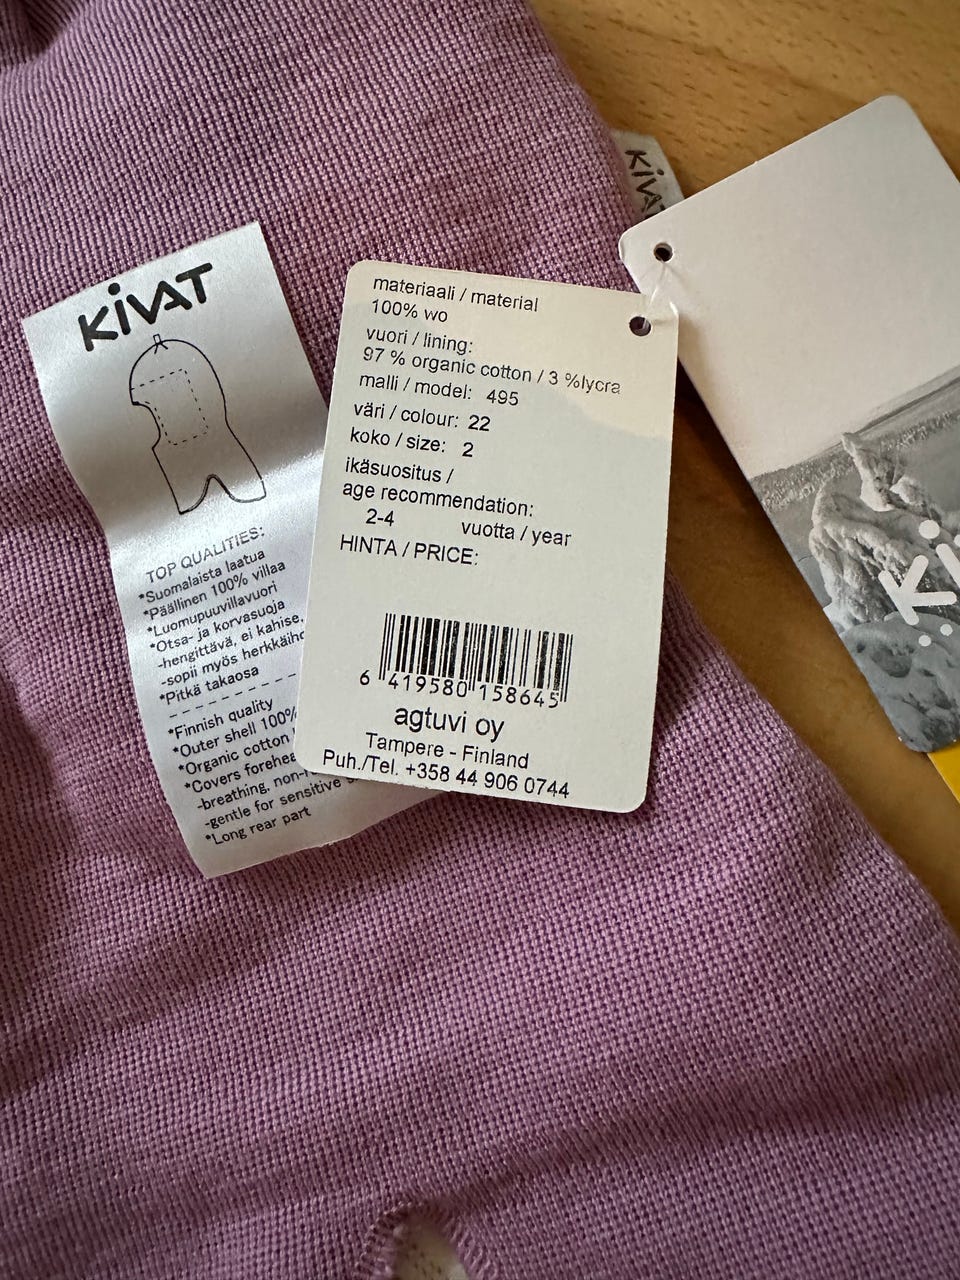 KIVAT
KIVAT
TOP QUALITIES:
*Suomalaista laatua
*Päällinen 100% villaa
*Luomupuuvillavuori
*Otsa- ja korvasuoja
-hengittävä, ei kahise,
-sopii myös
*Pitkä takaosa
*Finnish quality
*Outer shell 100%
*Organic cotton
*Covers
-breathing,
-gentle for sensitive
*Long rear part
materiaali / material
100% wo
vuori / lining:
97 % organic cotton / 3 %lycra
malli / model: 495
väri / colour: 22
koko / size: 2
ikäsuositus /
age recommendation:
2-4 vuotta / year
HINTA / PRICE:
6 419580 158645
agtuvi oy
Tampere - Finland
Puh./Tel. +358 44 906 0744